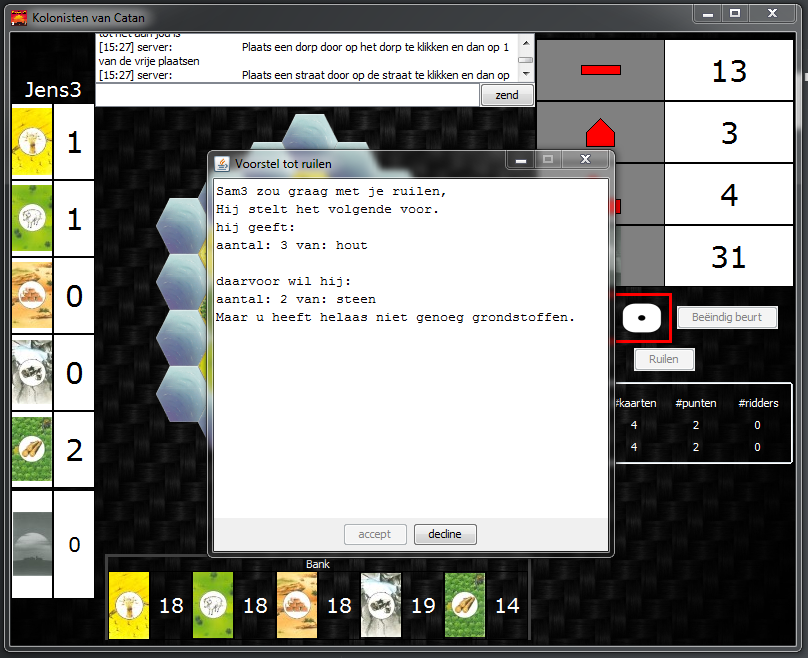 Kolonisten van Catan
[15:27] server: Plaats een dorp door op het dorp te klikken en dan op 1
van de vrije plaatsen
[15:27] server: Plaats een straat door op de straat te klikken en dan op
zend
Jens3
1
1
0
0
2
0
13
3
4
31
Voorstel tot ruilen
Sam3 zou graag met je ruilen,
Hij stelt het volgende voor.
hij geeft:
aantal: 3 van: hout
daarvoor wil hij:
aantal: 2 van: steen
Maar u heeft helaas niet genoeg grondstoffen.
accept decline
Beëindig beurt
Ruilen
#kaarten #punten #ridders
4 2 0
4 2 0
Bank
18 18 18 19 14